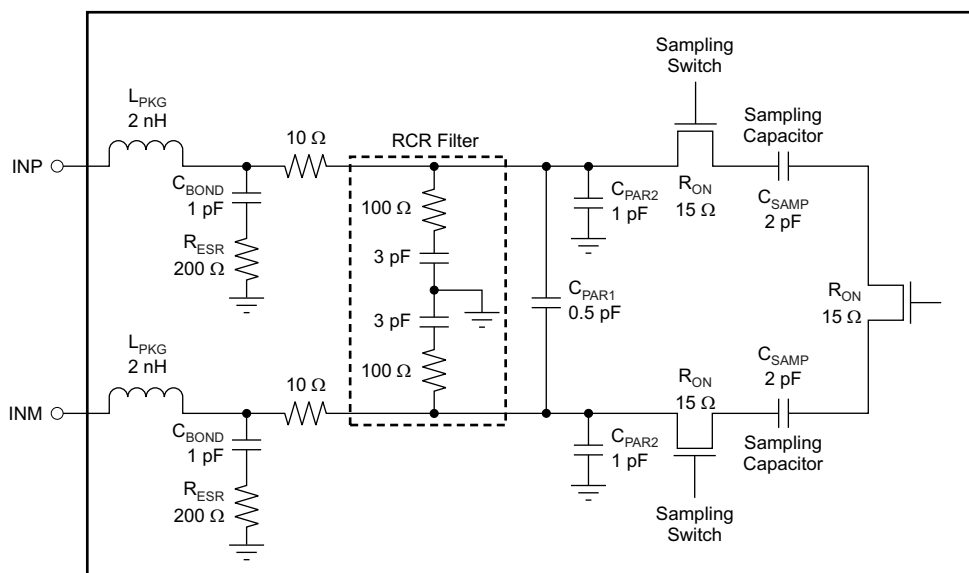 Sampling
Switch
L_PKG
2 nH
Sampling
Capacitor
10 Ω
RCR Filter
INP
C_BOND
1 pF
100 Ω
C_PAR2
1 pF
R_ON
15 Ω
C_SAMP
2 pF
R_ESR
200 Ω
3 pF
C_PAR1
0.5 pF
R_ON
15 Ω
3 pF
L_PKG
2 nH
100 Ω
R_ON
15 Ω
C_SAMP
2 pF
10 Ω
INM
C_BOND
1 pF
C_PAR2
1 pF
Sampling
Capacitor
R_ESR
200 Ω
Sampling
Switch